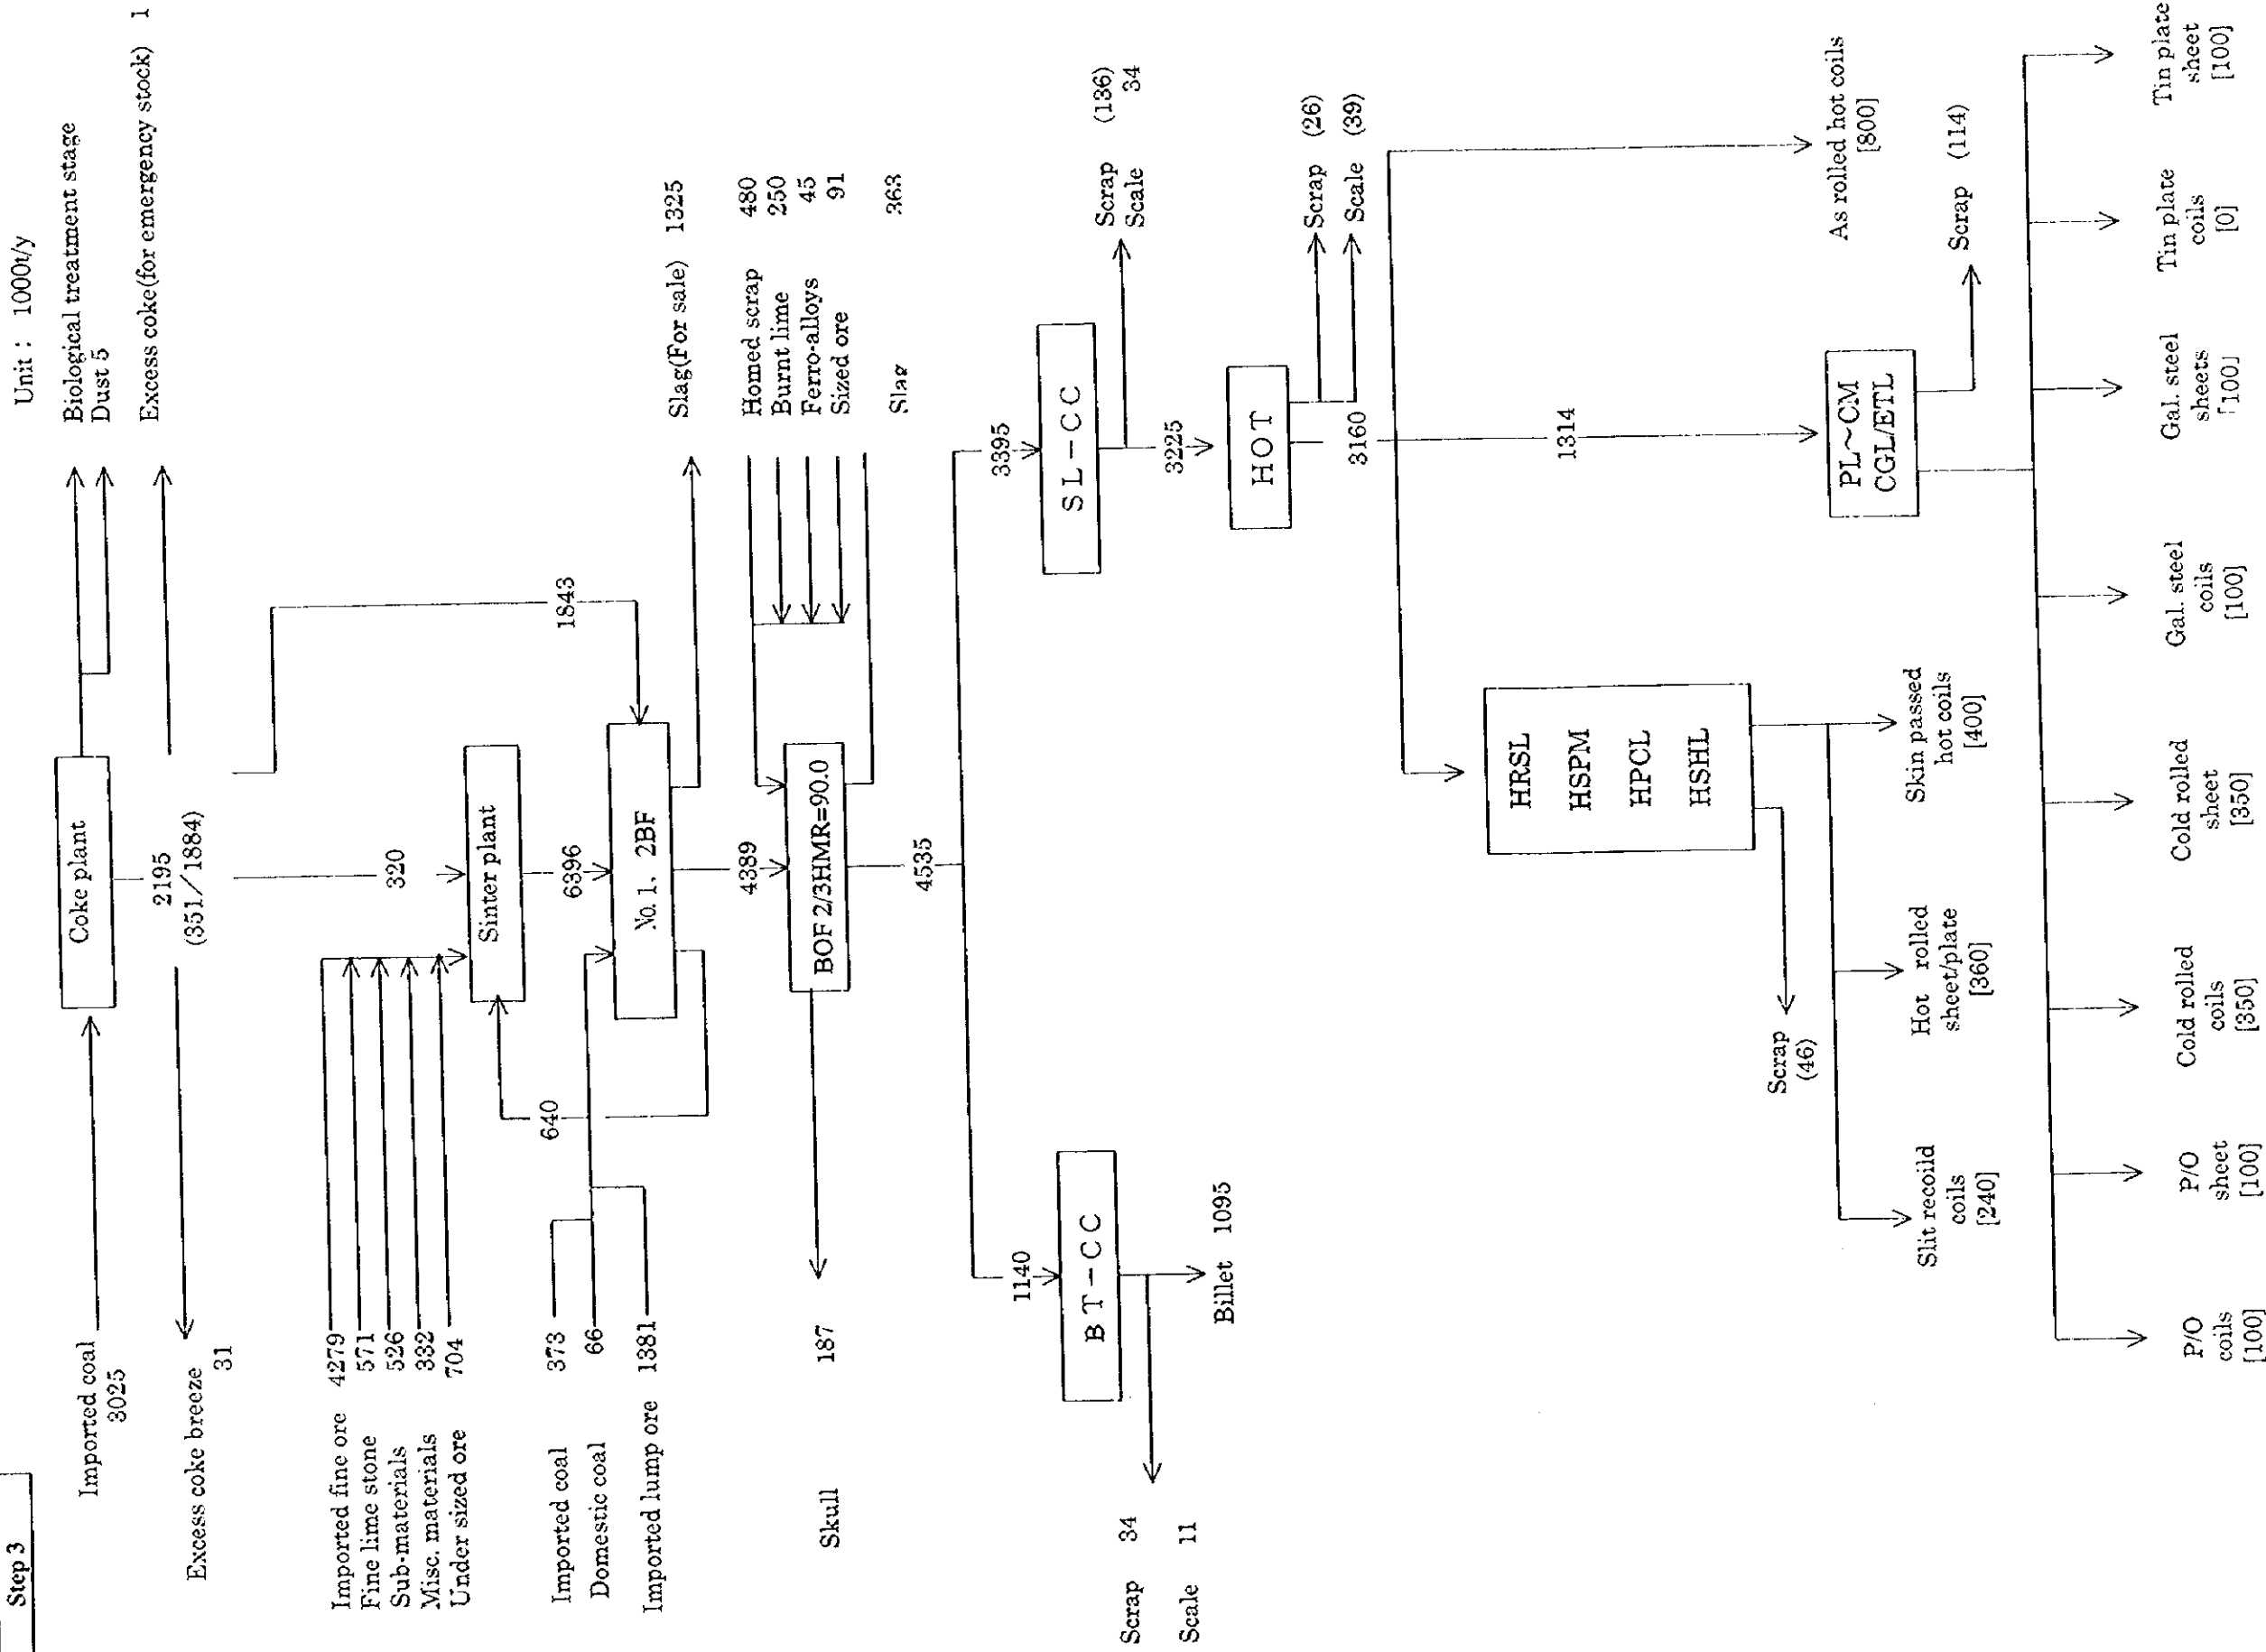 Step 3
Unit : 1000t/y
Imported coal
3025
Coke plant
Biological treatment stage
Dust 5
2195
(351/1884)
Excess coke(for emergency stock) 1
Excess coke breeze
31
320
1843
Imported fine ore 4279
Fine lime stone 571
Sub-materials 526
Misc. materials 332
Under sized ore 704
Sinter plant
6396
640
Imported coal 373
Domestic coal 66
Imported lump ore 1381
No.1. 2BF
Slag(For sale) 1325
4389
Homed scrap 480
Burnt lime 250
Ferro-alloys 45
Sized ore 91
BOF 2/3HMR=90.0
Skull 187
Slag 363
4535
1140
3395
BT-CC
SL-CC
Scrap 34
Scale 11
Billet 1095
Scrap (136)
Scale 34
3225
HOT
Scrap (26)
Scale (39)
3160
1314
HRSL
HSPM
HPCL
HSHL
Scrap
(46)
Slit recoild
coils
[240]
Hot rolled
sheet/plate
[360]
Skin passed
hot coils
[400]
PL~CM
CGL/ETL
As rolled hot coils
[800]
Scrap (114)
P/O
coils
[100]
P/O
sheet
[100]
Cold rolled
coils
[350]
Cold rolled
sheet
[350]
Gal. steel
coils
[100]
Gal. steel
sheets
[100]
Tin plate
coils
[0]
Tin plate
sheet
[100]